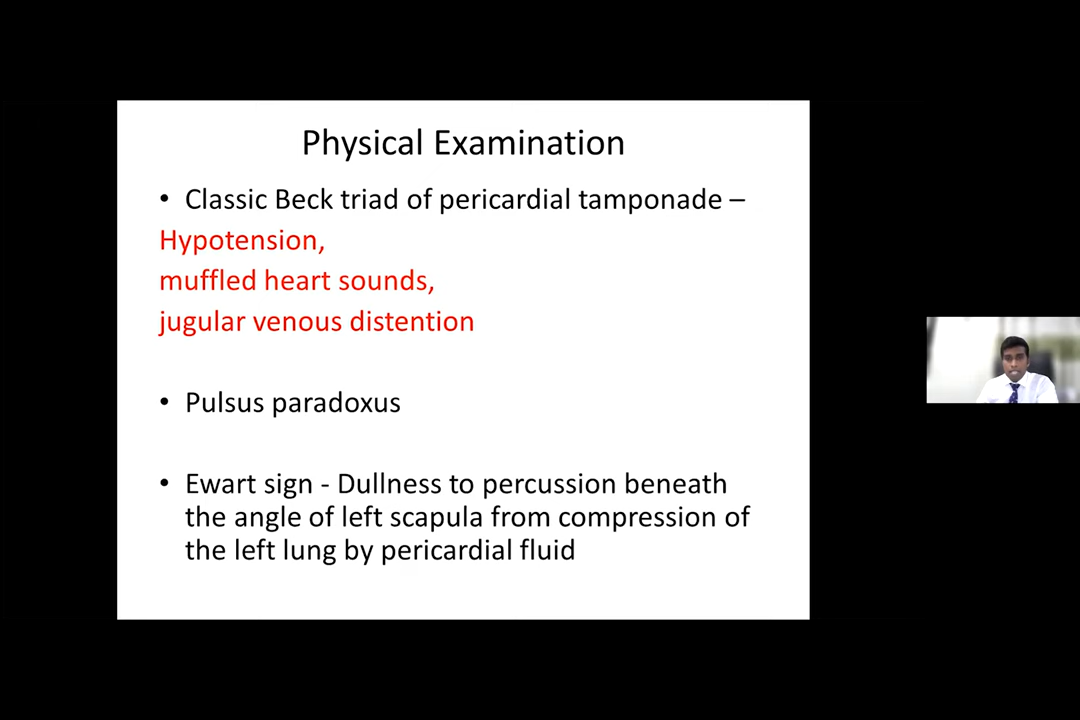 Physical Examination
• Classic Beck triad of pericardial tamponade –
Hypotension,
muffled heart sounds,
jugular venous distention
• Pulsus paradoxus
• Ewart sign - Dullness to percussion beneath
the angle of left scapula from compression of
the left lung by pericardial fluid